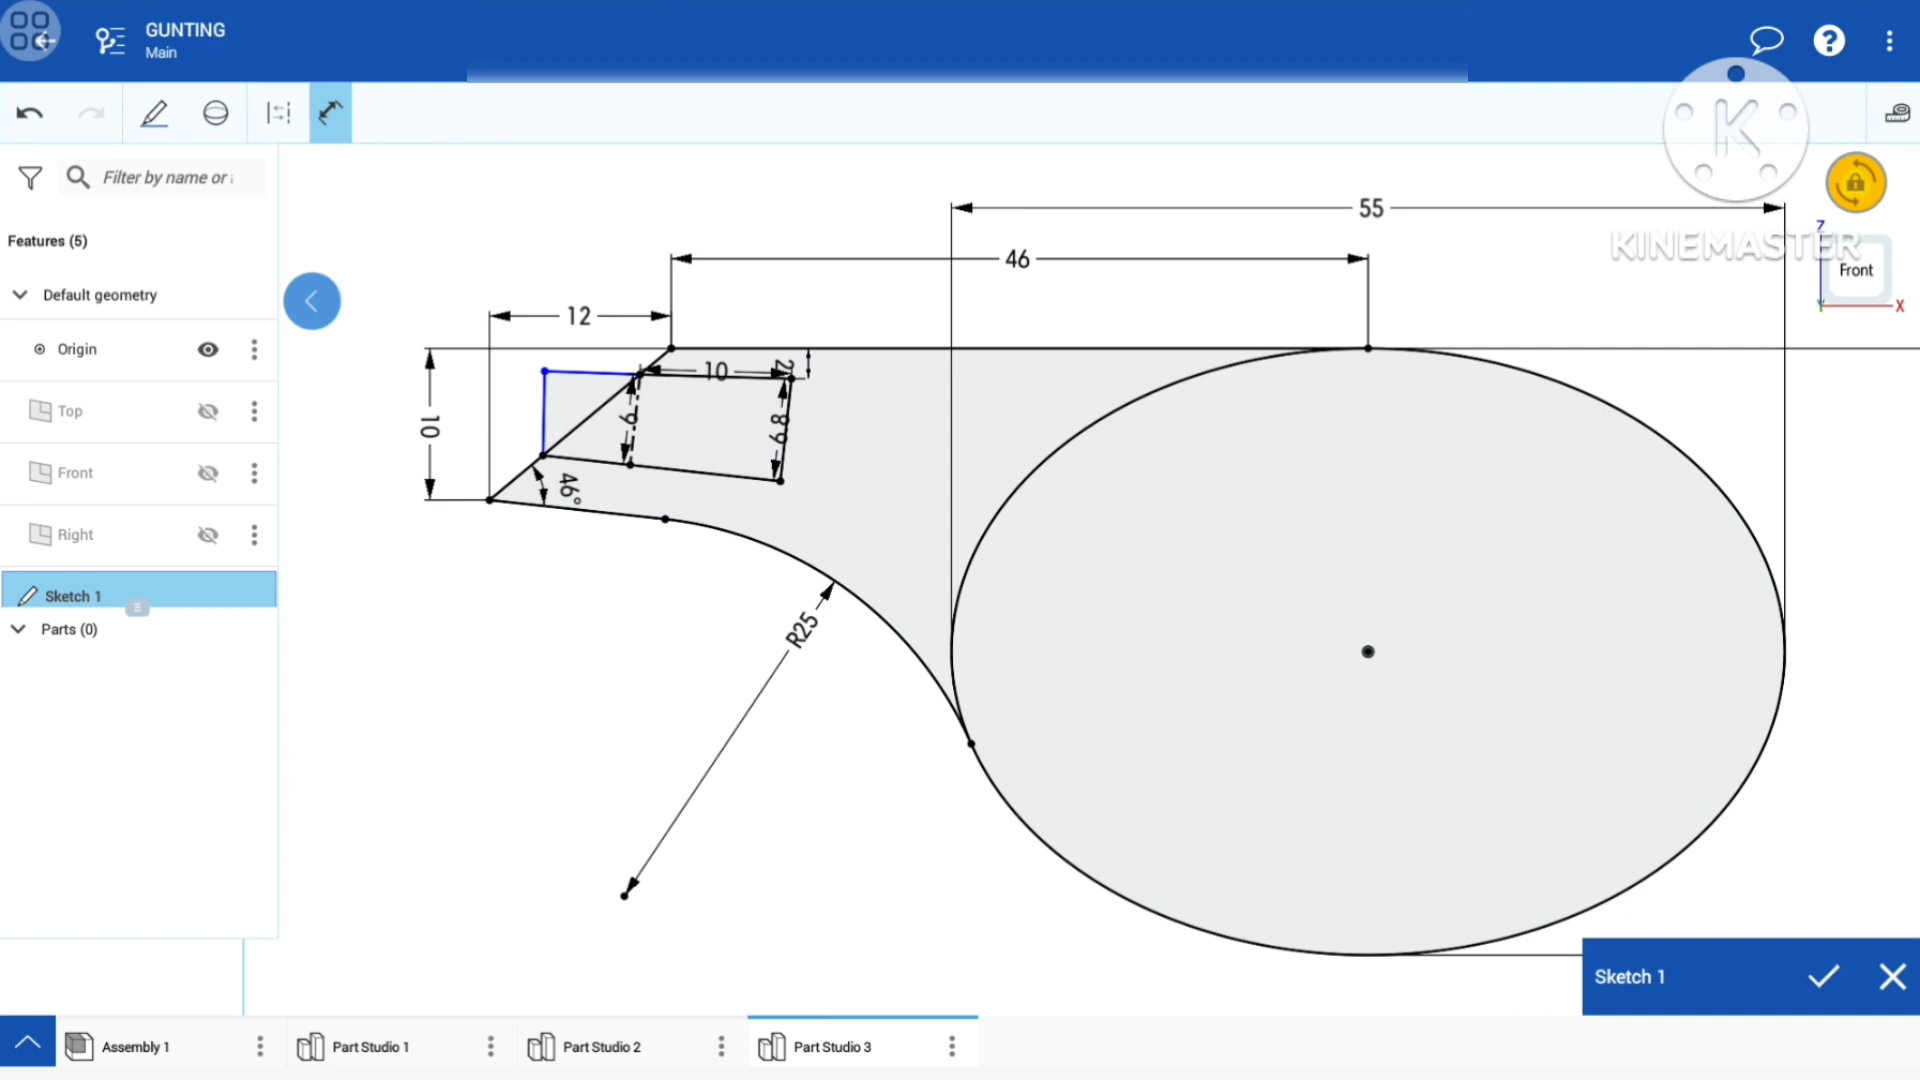 GUNTING
Main
Filter by name or t
KINEMASTER
Features (5)
Default geometry
Origin
Top
Front
Right
Sketch 1
Parts (0)
55
46
12
10
2
10
6
6.8
46°
R25
Z
Front
X
Y
Sketch 1
Assembly 1
Part Studio 1
Part Studio 2
Part Studio 3